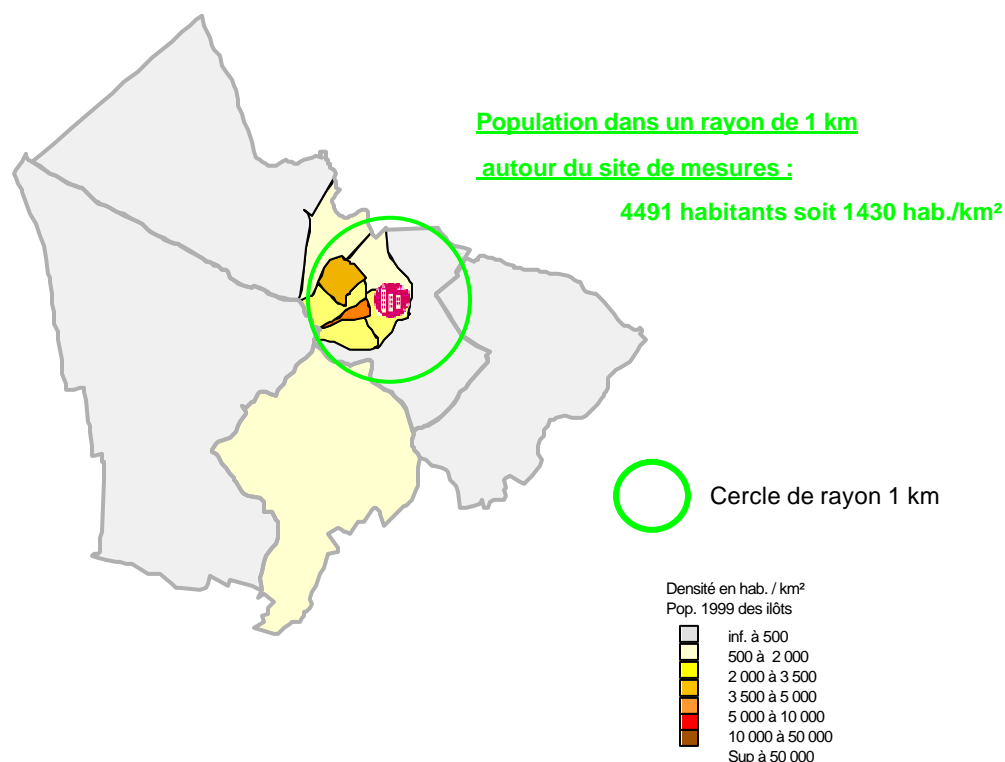 Population dans un rayon de 1 km
autour du site de mesures :
4491 habitants soit 1430 hab./km²
Cercle de rayon 1 km
Densité en hab. / km²
Pop. 1999 des ilôts
inf. à 500
500 à 2 000
2 000 à 3 500
3 500 à 5 000
5 000 à 10 000
10 000 à 50 000
Sup à 50 000